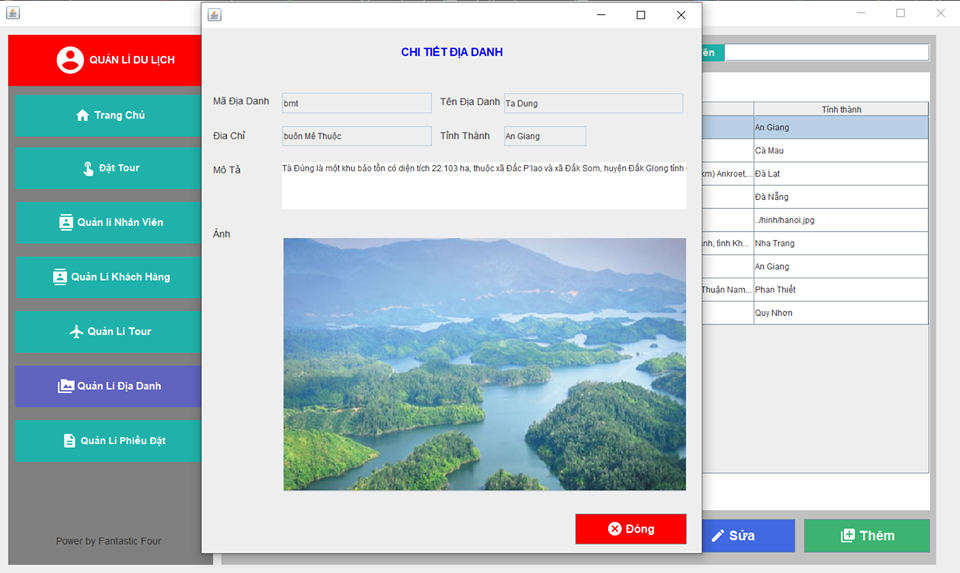 QUẢN LÍ DU LỊCH
Trang Chủ
Đặt Tour
Quản lí Nhân Viên
Quản Lí Khách Hàng
Quản Lí Tour
Quản Lí Địa Danh
Quản Lí Phiếu Đặt
Power by Fantastic Four
CHI TIẾT ĐỊA DANH
Mã Địa Danh
bmt
Tên Địa Danh
Ta Dung
Đia Chỉ
buôn Mê Thuộc
Tỉnh Thành
An Giang
Mô Tả
Tà Đùng là một khu bảo tồn có diện tích 22.103 ha, thuộc xã Đắc P'lao và xã Đắk Som, huyện Đắk Glong tỉnh
Ảnh
Đóng
ên
Tỉnh thành
An Giang
Cà Mau
km) Ankroet,... Đà Lạt
Đà Nẵng
../hinh/hanoi.jpg
nh, tỉnh Kh... Nha Trang
An Giang
Thuận Nam... Phan Thiết
Quy Nhơn
Sửa
Thêm